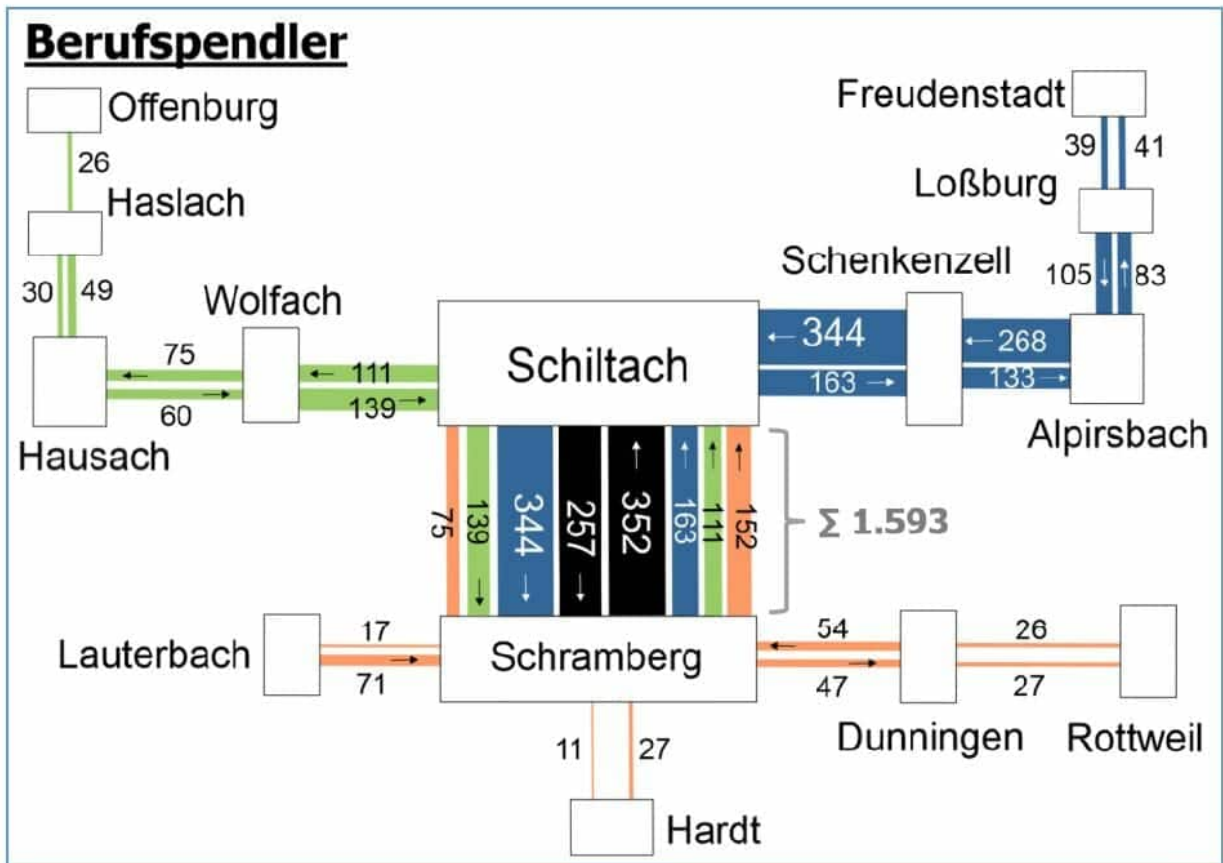 Berufspendler
Offenburg
Freudenstadt
26
39 41
Haslach
Loßburg
30 49
Wolfach
Schenkenzell
105 83
75
111
Schiltach
344
268
60
139
163
133
Hausach
Alpirsbach
75 139 344 257 352 163 111 152
∑ 1.593
Lauterbach
17
71
Schramberg
54
47
26
27
Dunningen
Rottweil
11 27
Hardt